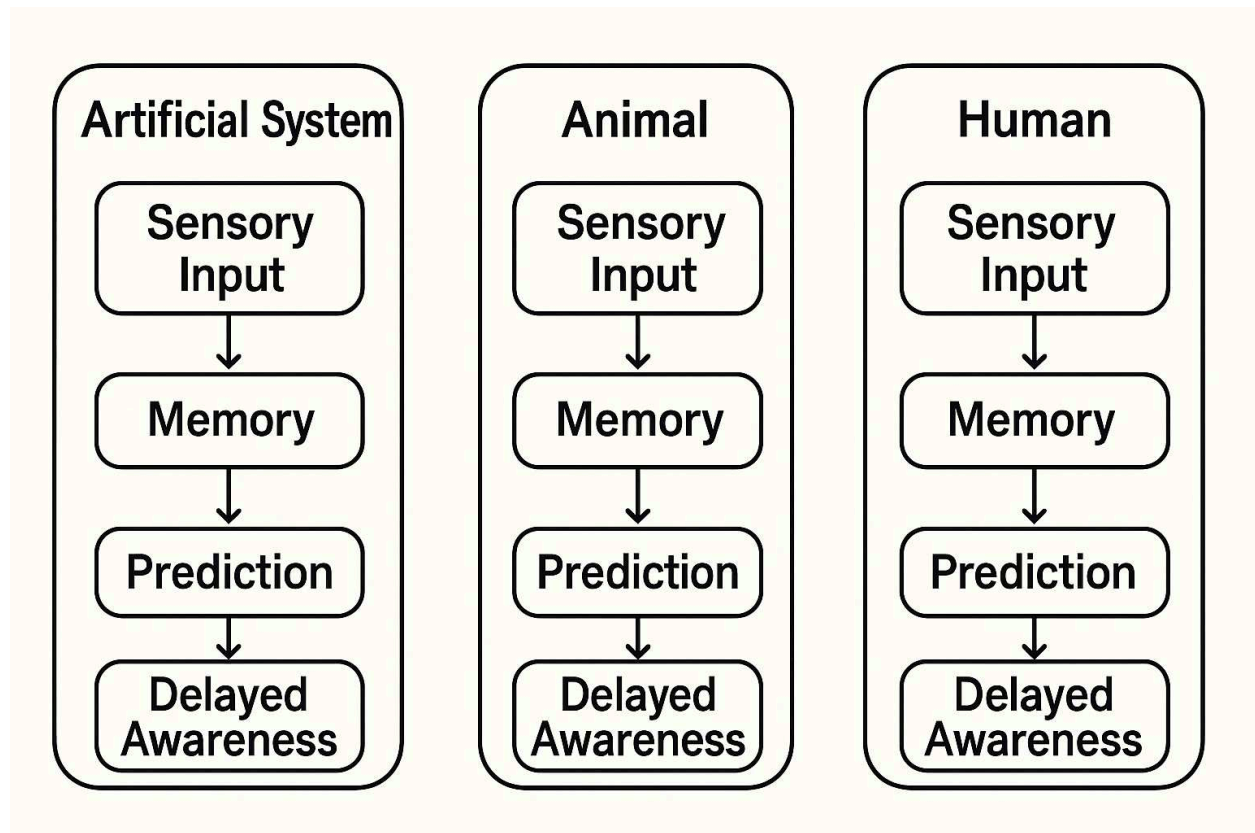 Artificial System
Sensory
Input
Memory
Prediction
Delayed
Awareness
Animal
Sensory
Input
Memory
Prediction
Delayed
Awareness
Human
Sensory
Input
Memory
Prediction
Delayed
Awareness